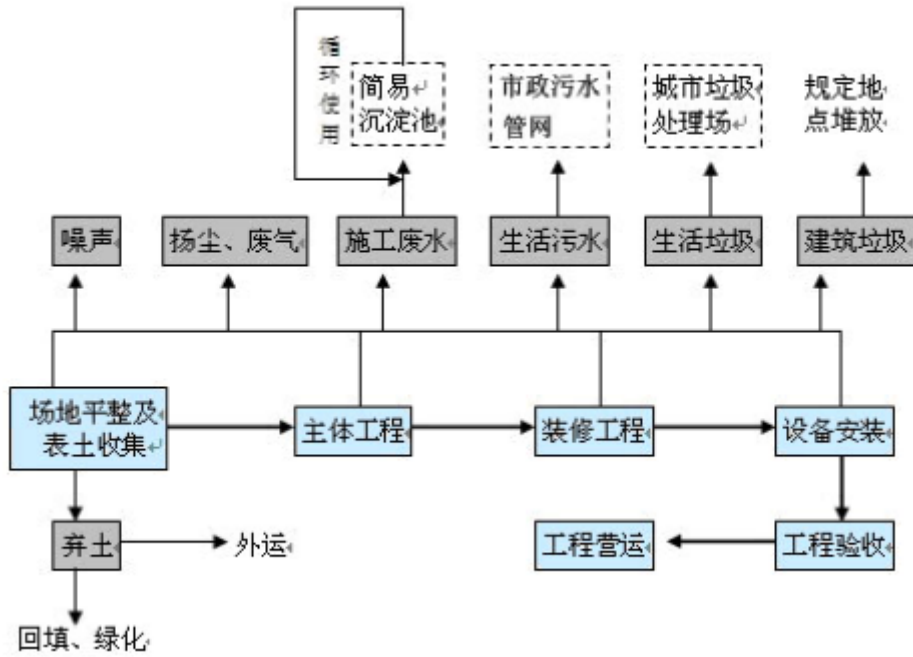 循
环
使
用
简易
沉淀池
市政污水
管网
城市垃圾
处理场
规定地
点堆放
噪声
扬尘、废气
施工废水
生活污水
生活垃圾
建筑垃圾
场地平整及
表土收集
主体工程
装修工程
设备安装
弃土
外运
工程营运
工程验收
回填、绿化